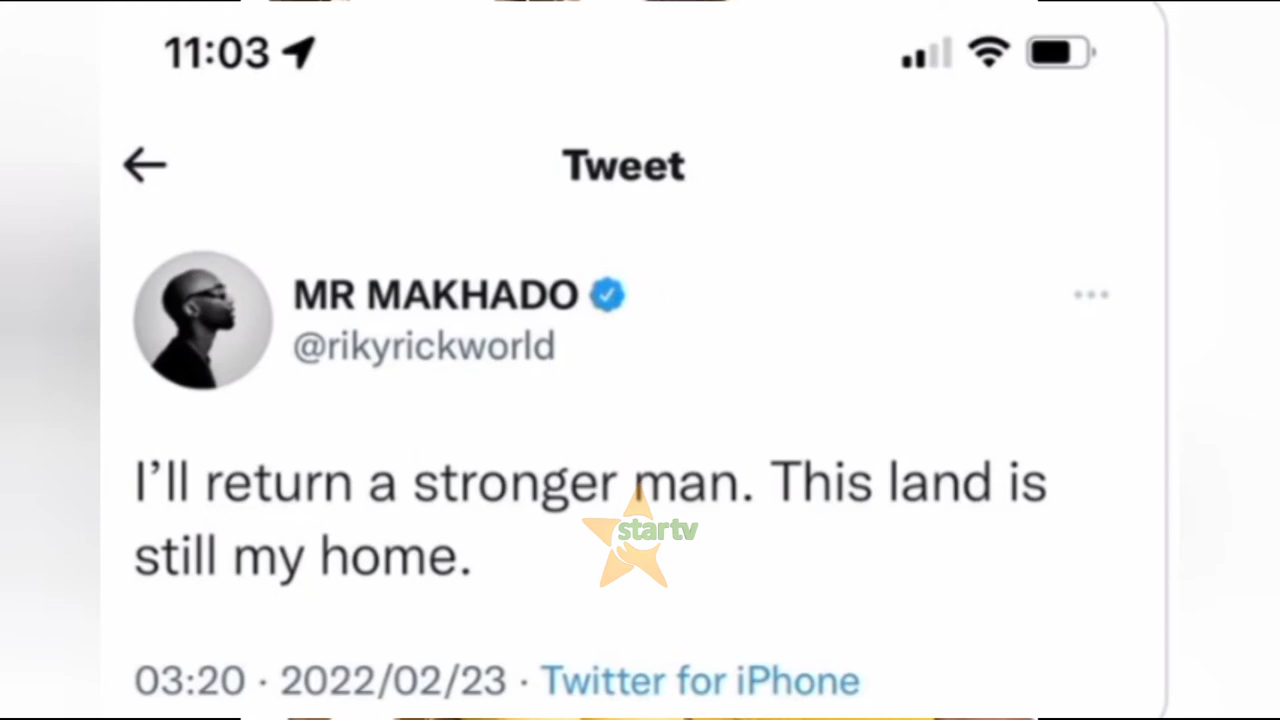 11:03
Tweet
MR MAKHADO
@rikyrickworld
I’ll return a stronger man. This land is
startv
still my home.
03:20 · 2022/02/23 · Twitter for iPhone